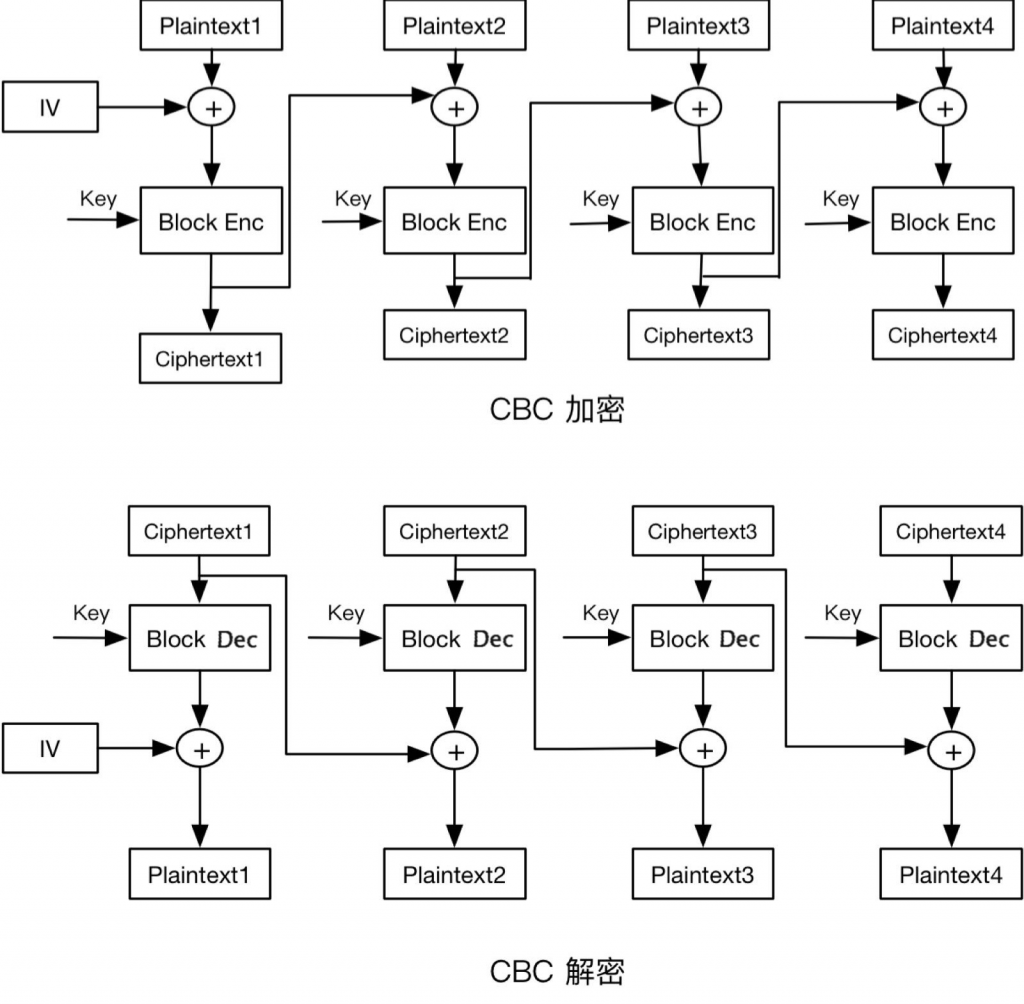 Plaintext1 Plaintext2 Plaintext3 Plaintext4
IV + + + +
Key Key Key Key
Block Enc Block Enc Block Enc Block Enc
Ciphertext1 Ciphertext2 Ciphertext3 Ciphertext4
CBC 加密
Ciphertext1 Ciphertext2 Ciphertext3 Ciphertext4
Key Key Key Key
Block Dec Block Dec Block Dec Block Dec
IV + + + +
Plaintext1 Plaintext2 Plaintext3 Plaintext4
CBC 解密